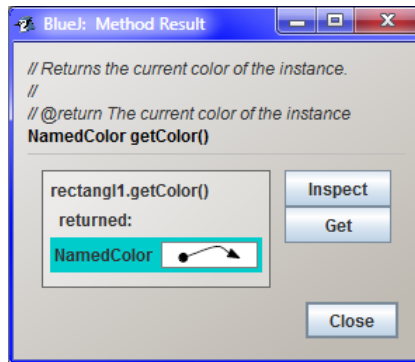 BlueJ: Method Result
// Returns the current color of the instance.
//
// @return The current color of the instance
NamedColor getColor()
rectangl1.getColor()
returned:
NamedColor
Inspect
Get
Close